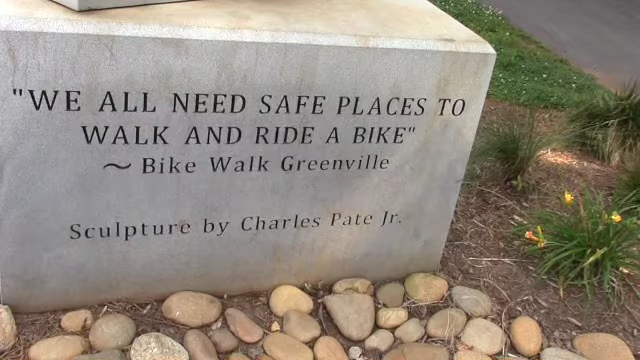 "WE ALL NEED SAFE PLACES TO
WALK AND RIDE A BIKE"
~ Bike Walk Greenville
Sculpture by Charles Pate Jr.